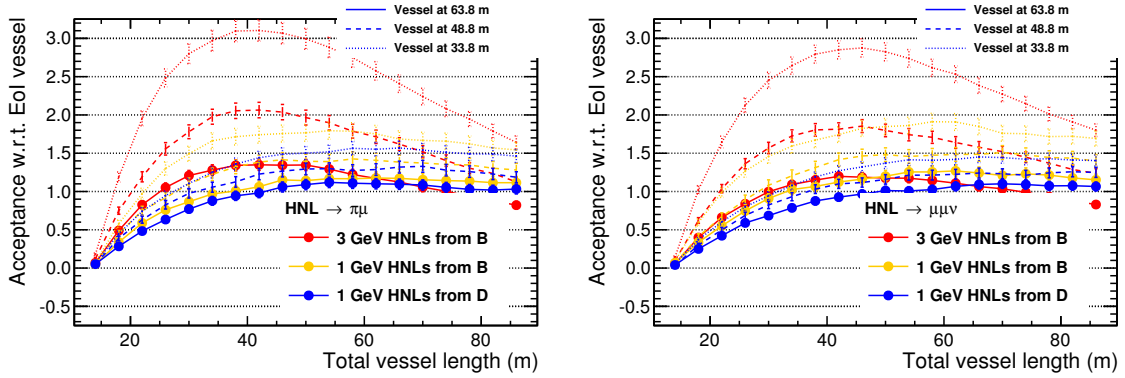 Vessel at 63.8 m
Vessel at 48.8 m
Vessel at 33.8 m
Acceptance w.r.t. EoI vessel
3.0
2.5
2.0
1.5
1.0
0.5
0.0
-0.5
HNL → πμ
3 GeV HNLs from B
1 GeV HNLs from B
1 GeV HNLs from D
20 40 60 80
Total vessel length (m)
Vessel at 63.8 m
Vessel at 48.8 m
Vessel at 33.8 m
Acceptance w.r.t. EoI vessel
3.0
2.5
2.0
1.5
1.0
0.5
0.0
-0.5
HNL → μμν
3 GeV HNLs from B
1 GeV HNLs from B
1 GeV HNLs from D
20 40 60 80
Total vessel length (m)